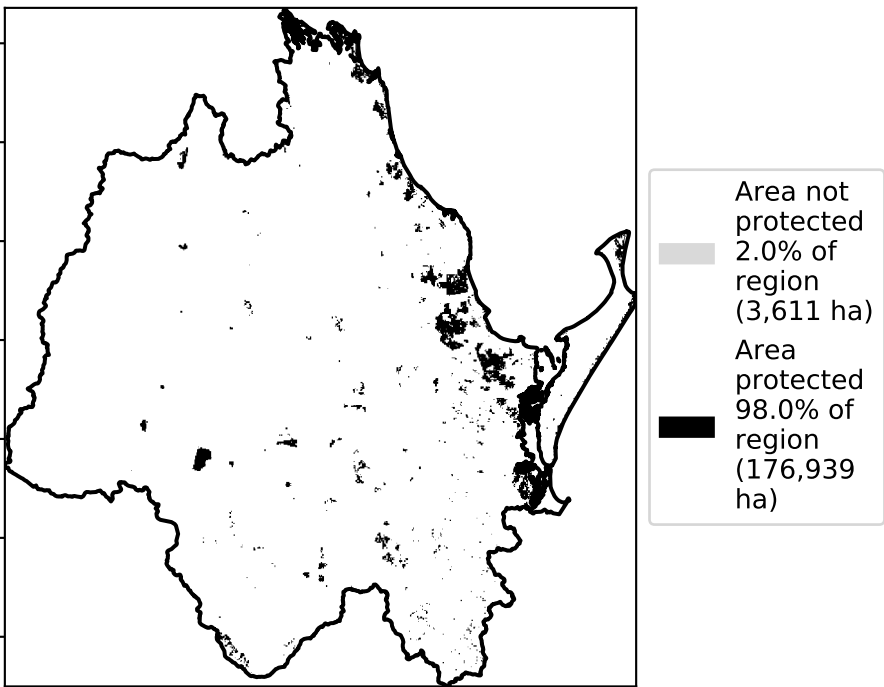 Area not
protected
2.0% of
region
(3,611 ha)
Area
protected
98.0% of
region
(176,939
ha)